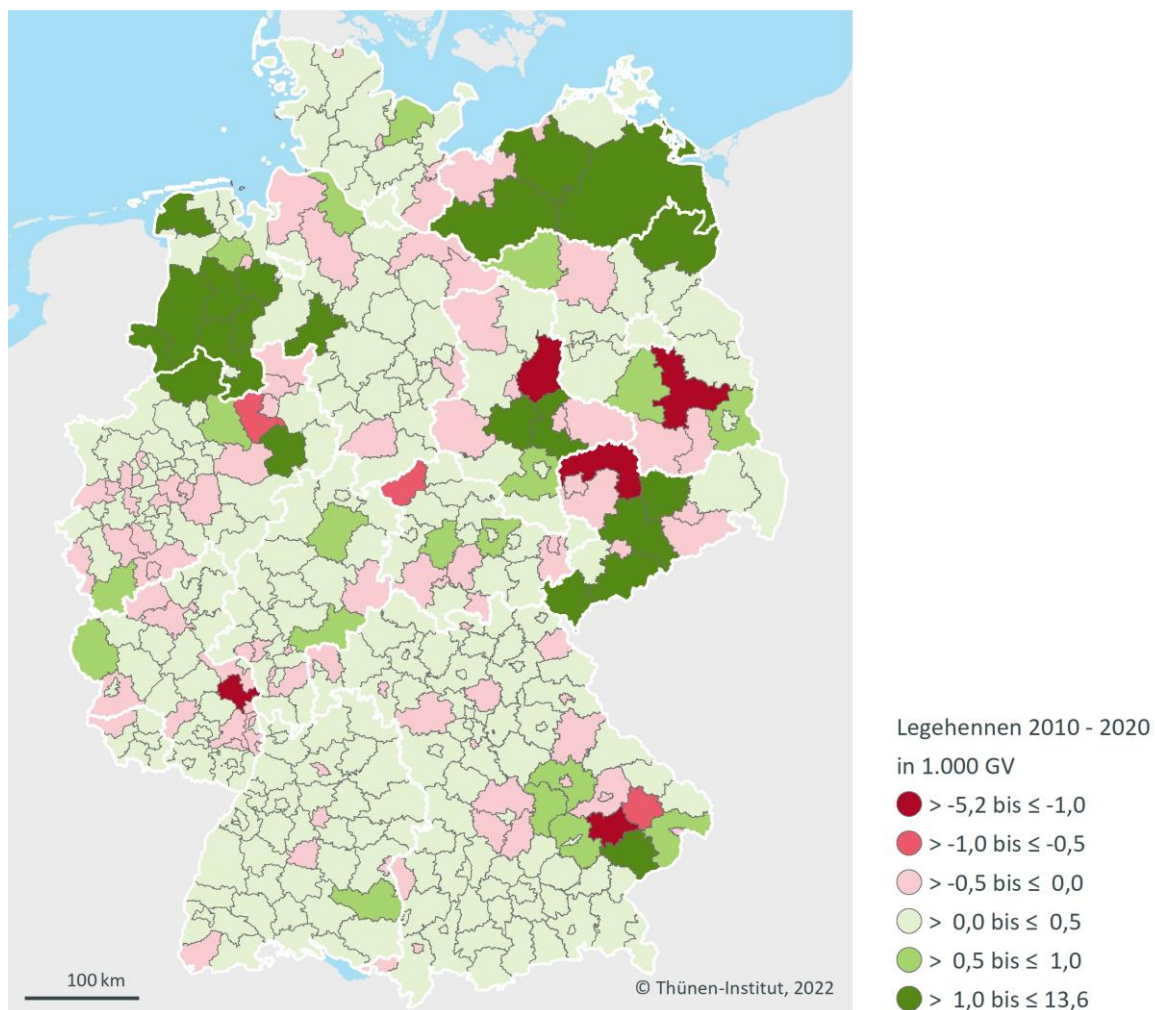 Legehennen 2010 - 2020
in 1.000 GV
> -5,2 bis ≤ -1,0
> -1,0 bis ≤ -0,5
> -0,5 bis ≤ 0,0
> 0,0 bis ≤ 0,5
> 0,5 bis ≤ 1,0
> 1,0 bis ≤ 13,6
100 km
© Thünen-Institut, 2022